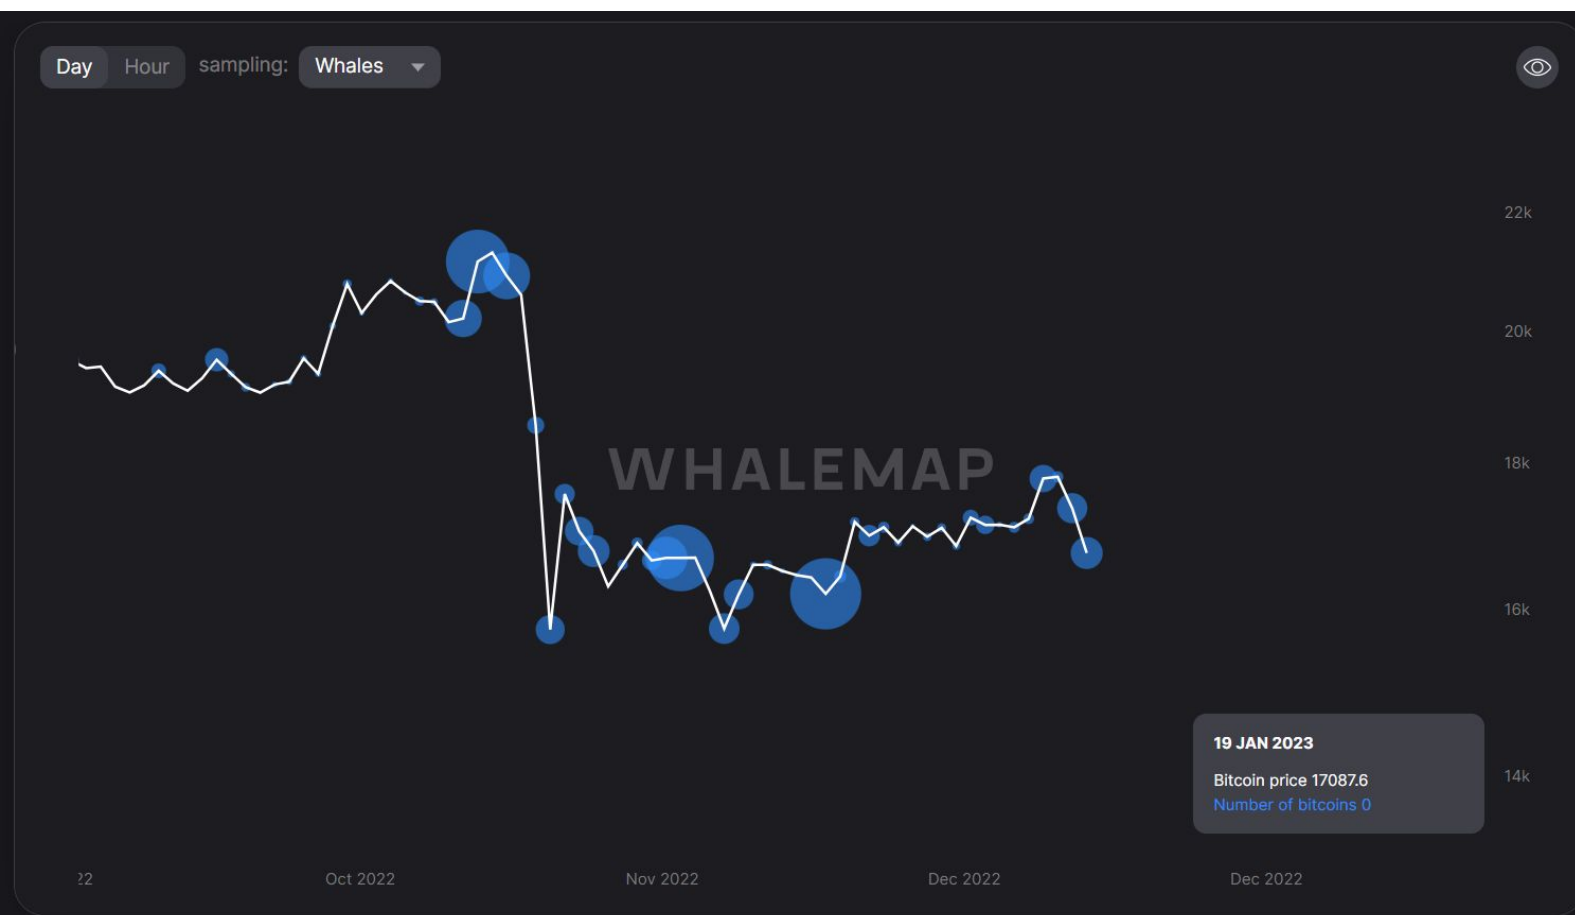 Day Hour sampling: Whales
22k
20k
WHALEMAP
18k
16k
19 JAN 2023
Bitcoin price 17087.6
Number of bitcoins 0
14k
22 Oct 2022 Nov 2022 Dec 2022 Dec 2022